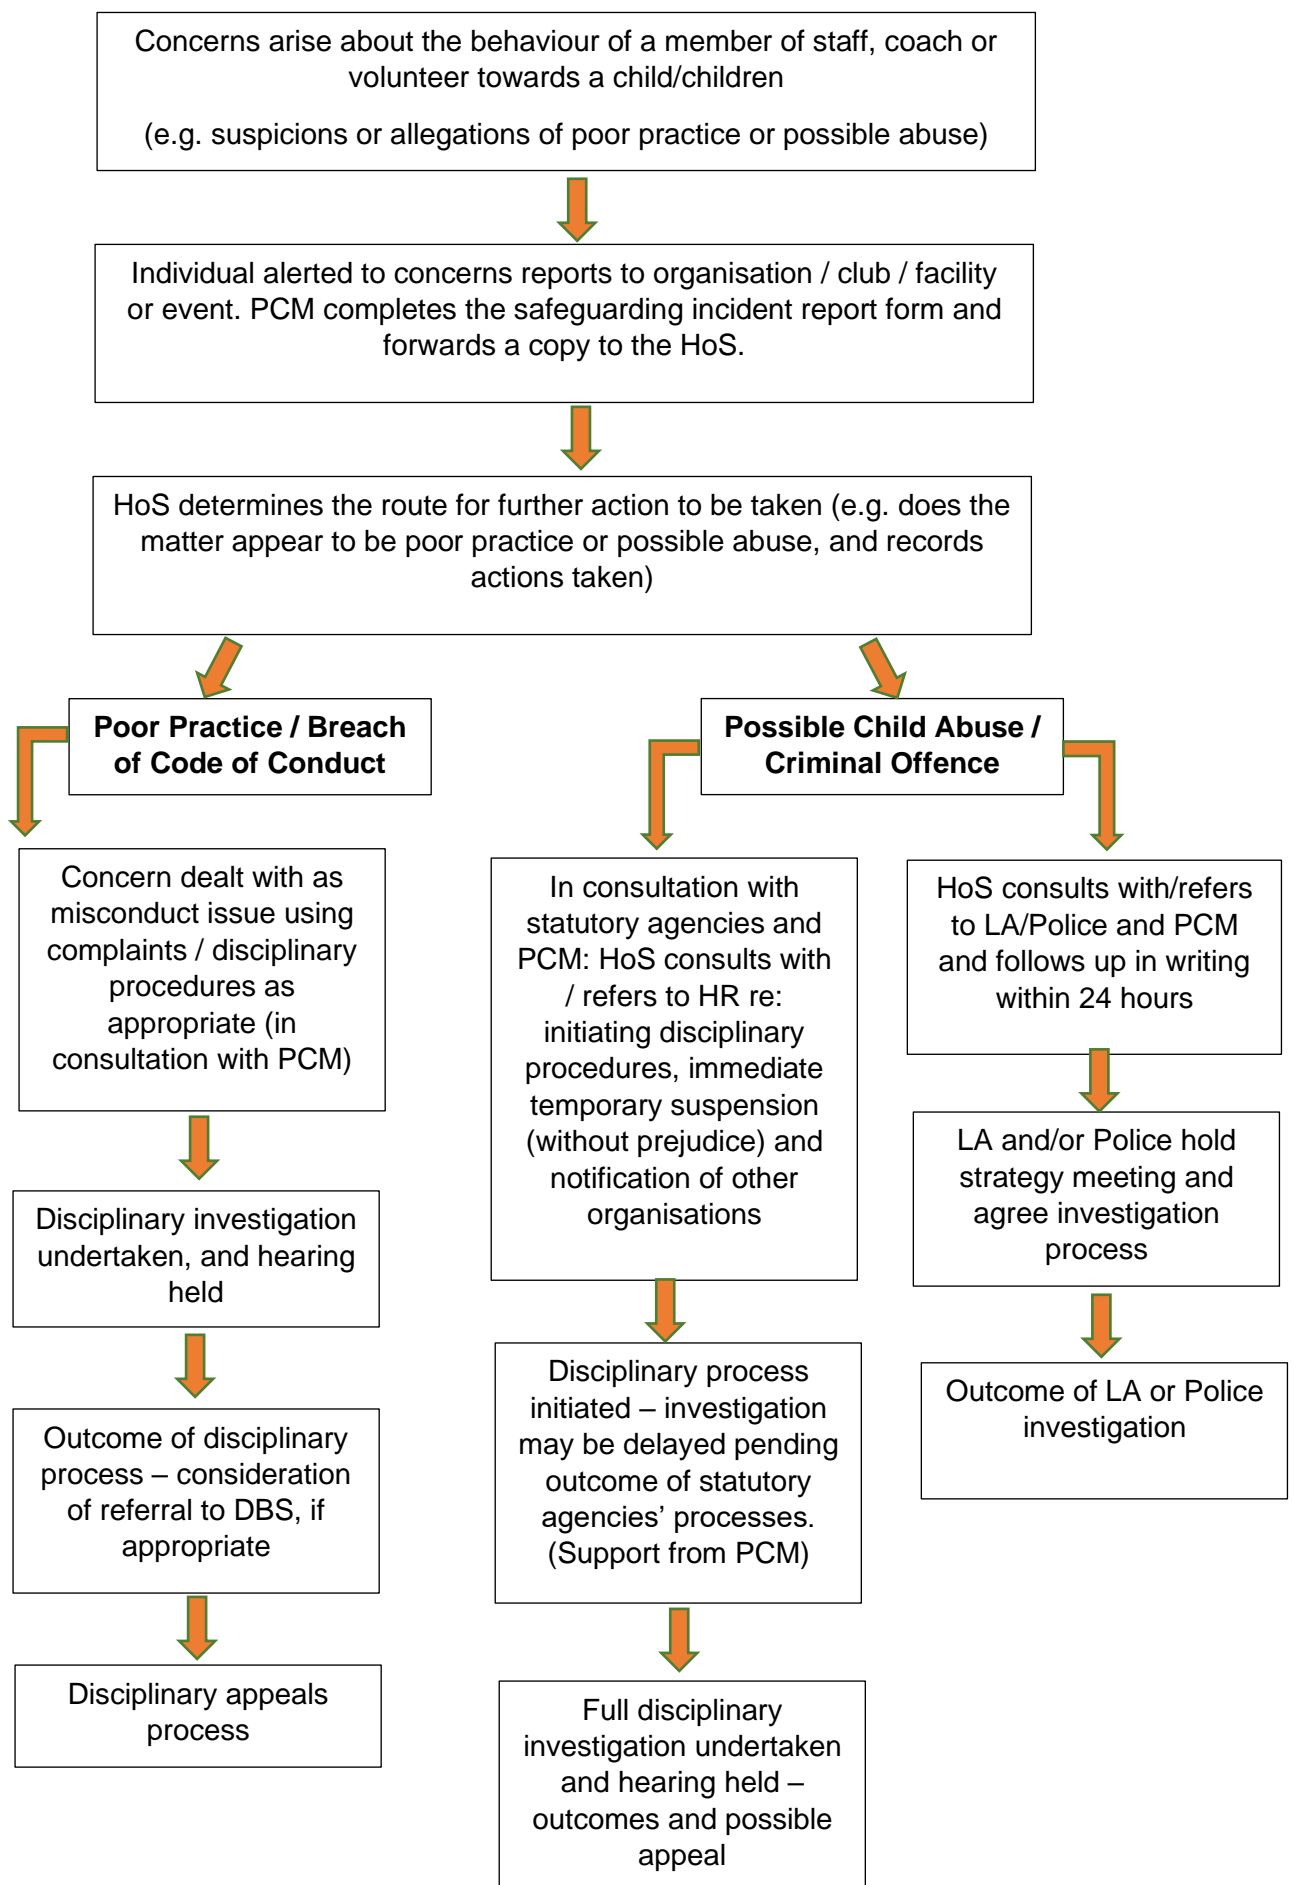 Concerns arise about the behaviour of a member of staff, coach or
volunteer towards a child/children
(e.g. suspicions or allegations of poor practice or possible abuse)
Individual alerted to concerns reports to organisation / club / facility
or event. PCM completes the safeguarding incident report form and
forwards a copy to the HoS.
HoS determines the route for further action to be taken (e.g. does the
matter appear to be poor practice or possible abuse, and records
actions taken)
Poor Practice / Breach
of Code of Conduct
Concern dealt with as
misconduct issue using
complaints / disciplinary
procedures as
appropriate (in
consultation with PCM)
Disciplinary investigation
undertaken, and hearing
held
Outcome of disciplinary
process – consideration
of referral to DBS, if
appropriate
Disciplinary appeals
process
Possible Child Abuse /
Criminal Offence
In consultation with
statutory agencies and
PCM: HoS consults with
/ refers to HR re:
initiating disciplinary
procedures, immediate
temporary suspension
(without prejudice) and
notification of other
organisations
Disciplinary process
initiated – investigation
may be delayed pending
outcome of statutory
agencies’ processes.
(Support from PCM)
Full disciplinary
investigation undertaken
and hearing held –
outcomes and possible
appeal
HoS consults with/refers
to LA/Police and PCM
and follows up in writing
within 24 hours
LA and/or Police hold
strategy meeting and
agree investigation
process
Outcome of LA or Police
investigation